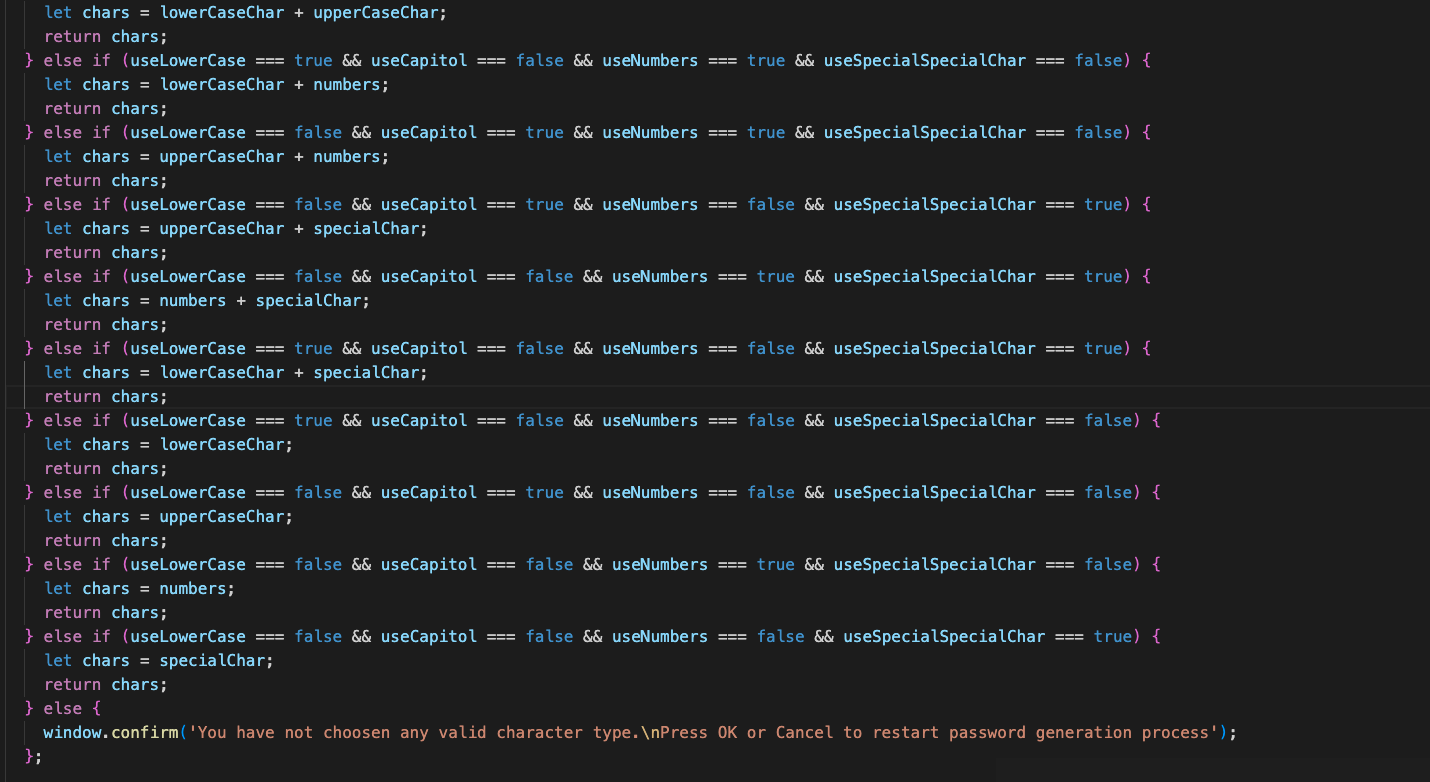 let chars = lowerCaseChar + upperCaseChar;
return chars;
} else if (useLowerCase === true && useCapitol === false && useNumbers === true && useSpecialSpecialChar === false) {
let chars = lowerCaseChar + numbers;
return chars;
} else if (useLowerCase === false && useCapitol === true && useNumbers === true && useSpecialSpecialChar === false) {
let chars = upperCaseChar + numbers;
return chars;
} else if (useLowerCase === false && useCapitol === true && useNumbers === false && useSpecialSpecialChar === true) {
let chars = upperCaseChar + specialChar;
return chars;
} else if (useLowerCase === false && useCapitol === false && useNumbers === true && useSpecialSpecialChar === true) {
let chars = numbers + specialChar;
return chars;
} else if (useLowerCase === true && useCapitol === false && useNumbers === false && useSpecialSpecialChar === true) {
let chars = lowerCaseChar + specialChar;
return chars;
} else if (useLowerCase === true && useCapitol === false && useNumbers === false && useSpecialSpecialChar === false) {
let chars = lowerCaseChar;
return chars;
} else if (useLowerCase === false && useCapitol === true && useNumbers === false && useSpecialSpecialChar === false) {
let chars = upperCaseChar;
return chars;
} else if (useLowerCase === false && useCapitol === false && useNumbers === true && useSpecialSpecialChar === false) {
let chars = numbers;
return chars;
} else if (useLowerCase === false && useCapitol === false && useNumbers === false && useSpecialSpecialChar === true) {
let chars = specialChar;
return chars;
} else {
window.confirm('You have not choosen any valid character type.\nPress OK or Cancel to restart password generation process');
};